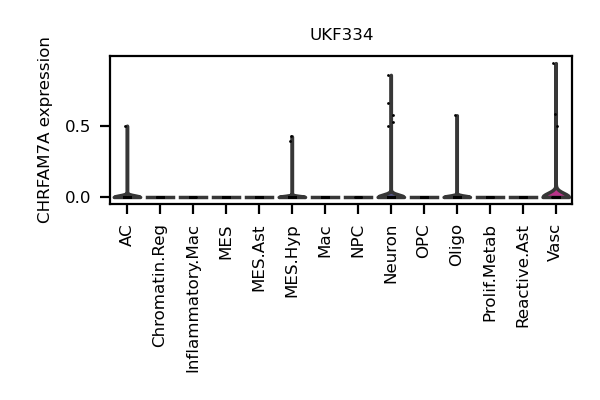 UKF334
CHRFAM7A expression
0.5
0.0
AC
Chromatin.Reg
Inflammatory.Mac
MES
MES.Ast
MES.Hyp
Mac
NPC
Neuron
OPC
Oligo
Prolif.Metab
Reactive.Ast
Vasc